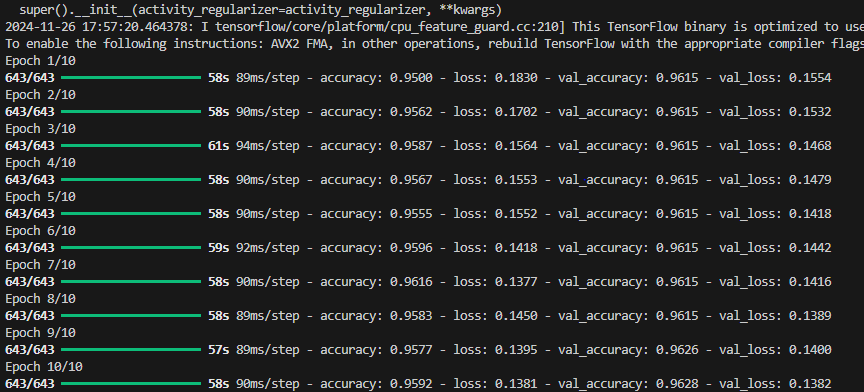 super().__init__(activity_regularizer=activity_regularizer, **kwargs)
2024-11-26 17:57:20.464378: I tensorflow/core/platform/cpu_feature_guard.cc:210] This TensorFlow binary is optimized to use
To enable the following instructions: AVX2 FMA, in other operations, rebuild TensorFlow with the appropriate compiler flags
Epoch 1/10
643/643 58s 89ms/step - accuracy: 0.9500 - loss: 0.1830 - val_accuracy: 0.9615 - val_loss: 0.1554
Epoch 2/10
643/643 58s 90ms/step - accuracy: 0.9562 - loss: 0.1702 - val_accuracy: 0.9615 - val_loss: 0.1532
Epoch 3/10
643/643 61s 94ms/step - accuracy: 0.9587 - loss: 0.1564 - val_accuracy: 0.9615 - val_loss: 0.1468
Epoch 4/10
643/643 58s 90ms/step - accuracy: 0.9567 - loss: 0.1553 - val_accuracy: 0.9615 - val_loss: 0.1479
Epoch 5/10
643/643 58s 90ms/step - accuracy: 0.9555 - loss: 0.1552 - val_accuracy: 0.9615 - val_loss: 0.1418
Epoch 6/10
643/643 59s 92ms/step - accuracy: 0.9596 - loss: 0.1418 - val_accuracy: 0.9615 - val_loss: 0.1442
Epoch 7/10
643/643 58s 90ms/step - accuracy: 0.9616 - loss: 0.1377 - val_accuracy: 0.9615 - val_loss: 0.1416
Epoch 8/10
643/643 58s 89ms/step - accuracy: 0.9583 - loss: 0.1450 - val_accuracy: 0.9615 - val_loss: 0.1389
Epoch 9/10
643/643 57s 89ms/step - accuracy: 0.9577 - loss: 0.1395 - val_accuracy: 0.9626 - val_loss: 0.1400
Epoch 10/10
643/643 58s 90ms/step - accuracy: 0.9592 - loss: 0.1381 - val_accuracy: 0.9628 - val_loss: 0.1382